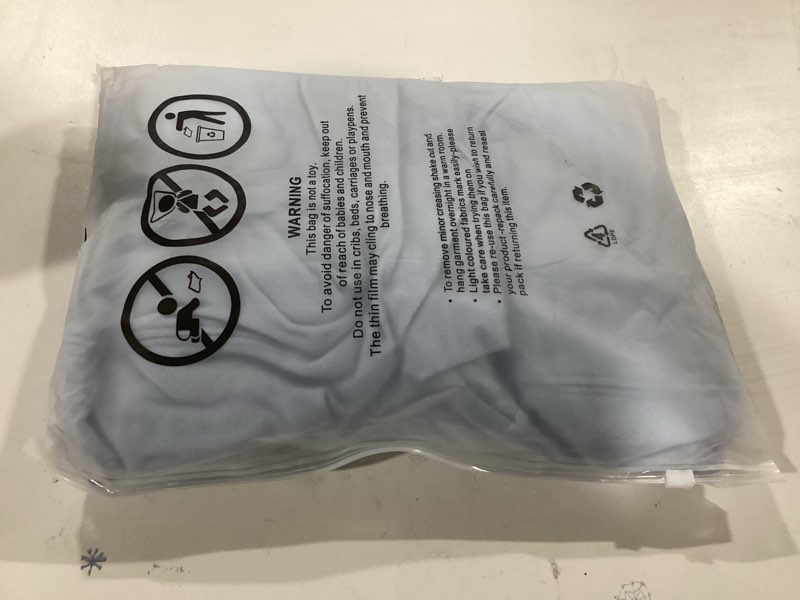 WARNING
This bag is not a toy.
To avoid danger of suffocation, keep out
of reach of babies and children.
Do not use in cribs, beds, carriages or playpens.
The thin film may cling to nose and mouth and prevent
breathing.
• To remove minor creasing shake out and
hang garment overnight in a warm room.
• Light coloured fabrics mark easily-please
take care when trying them on
• Please re-use this bag if you wish to return
your product -repack carefully and reseal
pack if returning this item.
4
LDPE